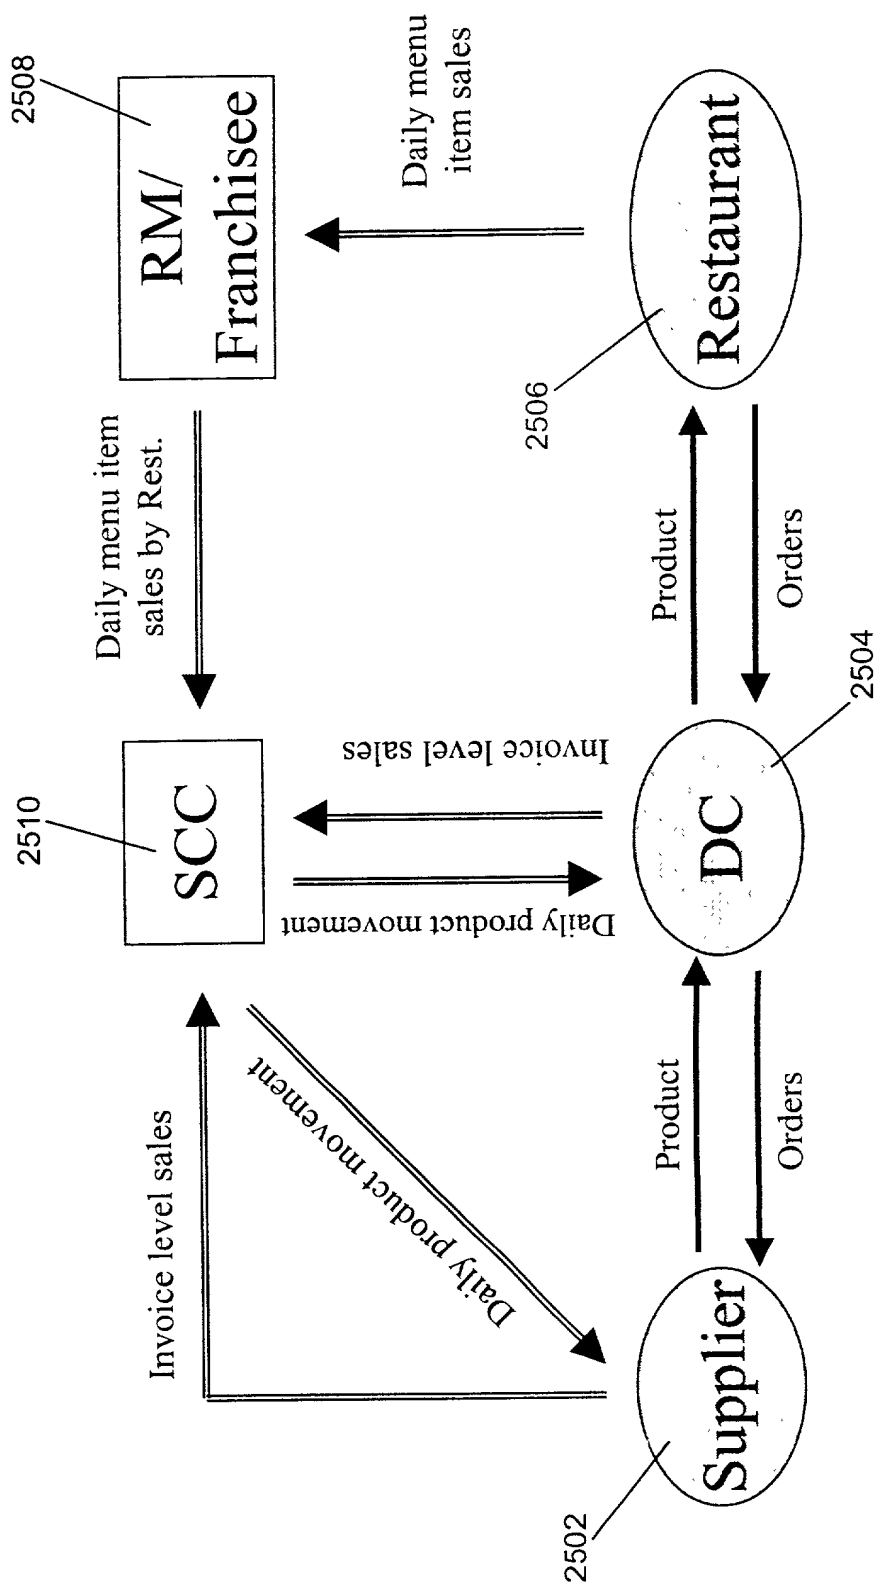 2510
2508
SCC
RM/
Franchisee
Invoice level sales
Daily menu item
sales by Rest.
Daily product movement
Daily product movement
Invoice level sales
Daily menu
item sales
2502
2506
Supplier
Product
Orders
DC
Product
Orders
Restaurant
2504